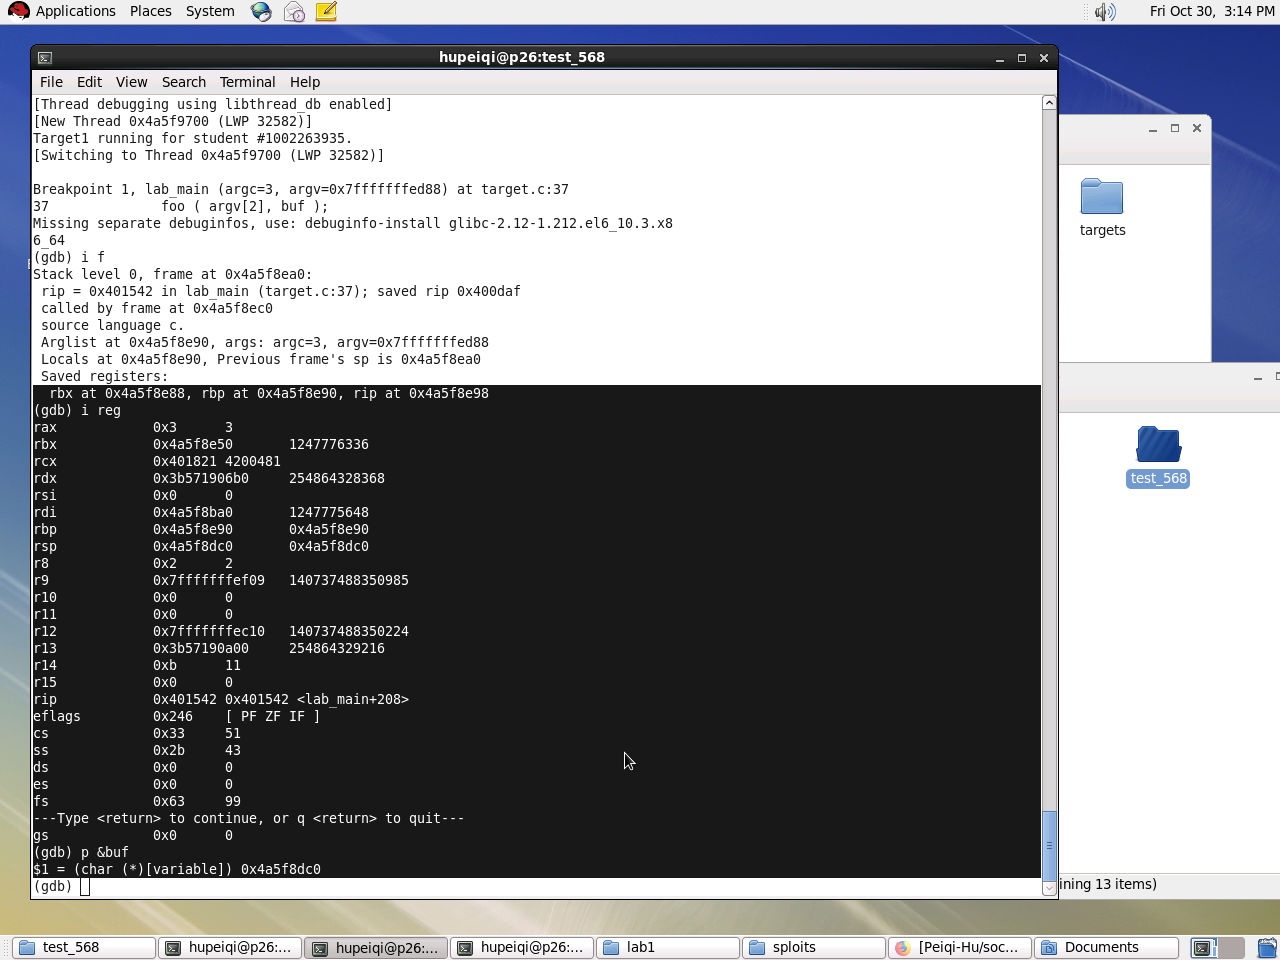 Applications Places System Fri Oct 30, 3:14 PM
hupeiqi@p26:test_568
File Edit View Search Terminal Help
[Thread debugging using libthread_db enabled]
[New Thread 0x4a5f9700 (LWP 32582)]
Target1 running for student #1002263935.
[Switching to Thread 0x4a5f9700 (LWP 32582)]
Breakpoint 1, lab_main (argc=3, argv=0x7fffffffed88) at target.c:37
37 foo ( argv[2], buf );
Missing separate debuginfos, use: debuginfo-install glibc-2.12-1.212.el6_10.3.x8
6_64
(gdb) i f
Stack level 0, frame at 0x4a5f8ea0:
rip = 0x401542 in lab_main (target.c:37); saved rip 0x400daf
called by frame at 0x4a5f8ec0
source language c.
Arglist at 0x4a5f8e90, args: argc=3, argv=0x7fffffffed88
Locals at 0x4a5f8e90, Previous frame's sp is 0x4a5f8ea0
Saved registers:
rbx at 0x4a5f8e88, rbp at 0x4a5f8e90, rip at 0x4a5f8e98
(gdb) i reg
rax 0x3 3
rbx 0x4a5f8e50 1247776336
rcx 0x401821 4200481
rdx 0x3b571906b0 254864328368
rsi 0x0 0
rdi 0x4a5f8ba0 1247775648
rbp 0x4a5f8e90 0x4a5f8e90
rsp 0x4a5f8dc0 0x4a5f8dc0
r8 0x2 2
r9 0x7fffffffef09 140737488350985
r10 0x0 0
r11 0x0 0
r12 0x7fffffffec10 140737488350224
r13 0x3b57190a00 254864329216
r14 0xb 11
r15 0x0 0
rip 0x401542 0x401542 <lab_main+208>
eflags 0x246 [ PF ZF IF ]
cs 0x33 51
ss 0x2b 43
ds 0x0 0
es 0x0 0
fs 0x63 99
---Type <return> to continue, or q <return> to quit---
gs 0x0 0
(gdb) p &buf
$1 = (char (*)[variable]) 0x4a5f8dc0
(gdb)
targets
test_568
ining 13 items)
test_568 hupeiqi@p26:... hupeiqi@p26:... hupeiqi@p26:... lab1 sploits [Peiqi-Hu/soc... Documents